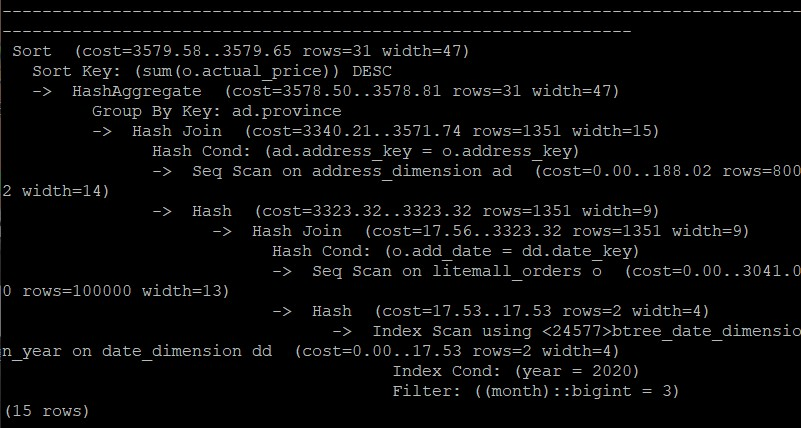 --------------------------------------------------------------------------------
---------------------------------------------------------------
 Sort  (cost=3579.58..3579.65 rows=31 width=47)
   Sort Key: (sum(o.actual_price)) DESC
   ->  HashAggregate  (cost=3578.50..3578.81 rows=31 width=47)
         Group By Key: ad.province
         ->  Hash Join  (cost=3340.21..3571.74 rows=1351 width=15)
               Hash Cond: (ad.address_key = o.address_key)
               ->  Seq Scan on address_dimension ad  (cost=0.00..188.02 rows=800
2 width=14)
               ->  Hash  (cost=3323.32..3323.32 rows=1351 width=9)
                     ->  Hash Join  (cost=17.56..3323.32 rows=1351 width=9)
                           Hash Cond: (o.add_date = dd.date_key)
                           ->  Seq Scan on litemall_orders o  (cost=0.00..3041.0
0 rows=100000 width=13)
                           ->  Hash  (cost=17.53..17.53 rows=2 width=4)
                                 ->  Index Scan using <24577>btree_date_dimensio
n_year on date_dimension dd  (cost=0.00..17.53 rows=2 width=4)
                                       Index Cond: (year = 2020)
                                       Filter: ((month)::bigint = 3)
(15 rows)